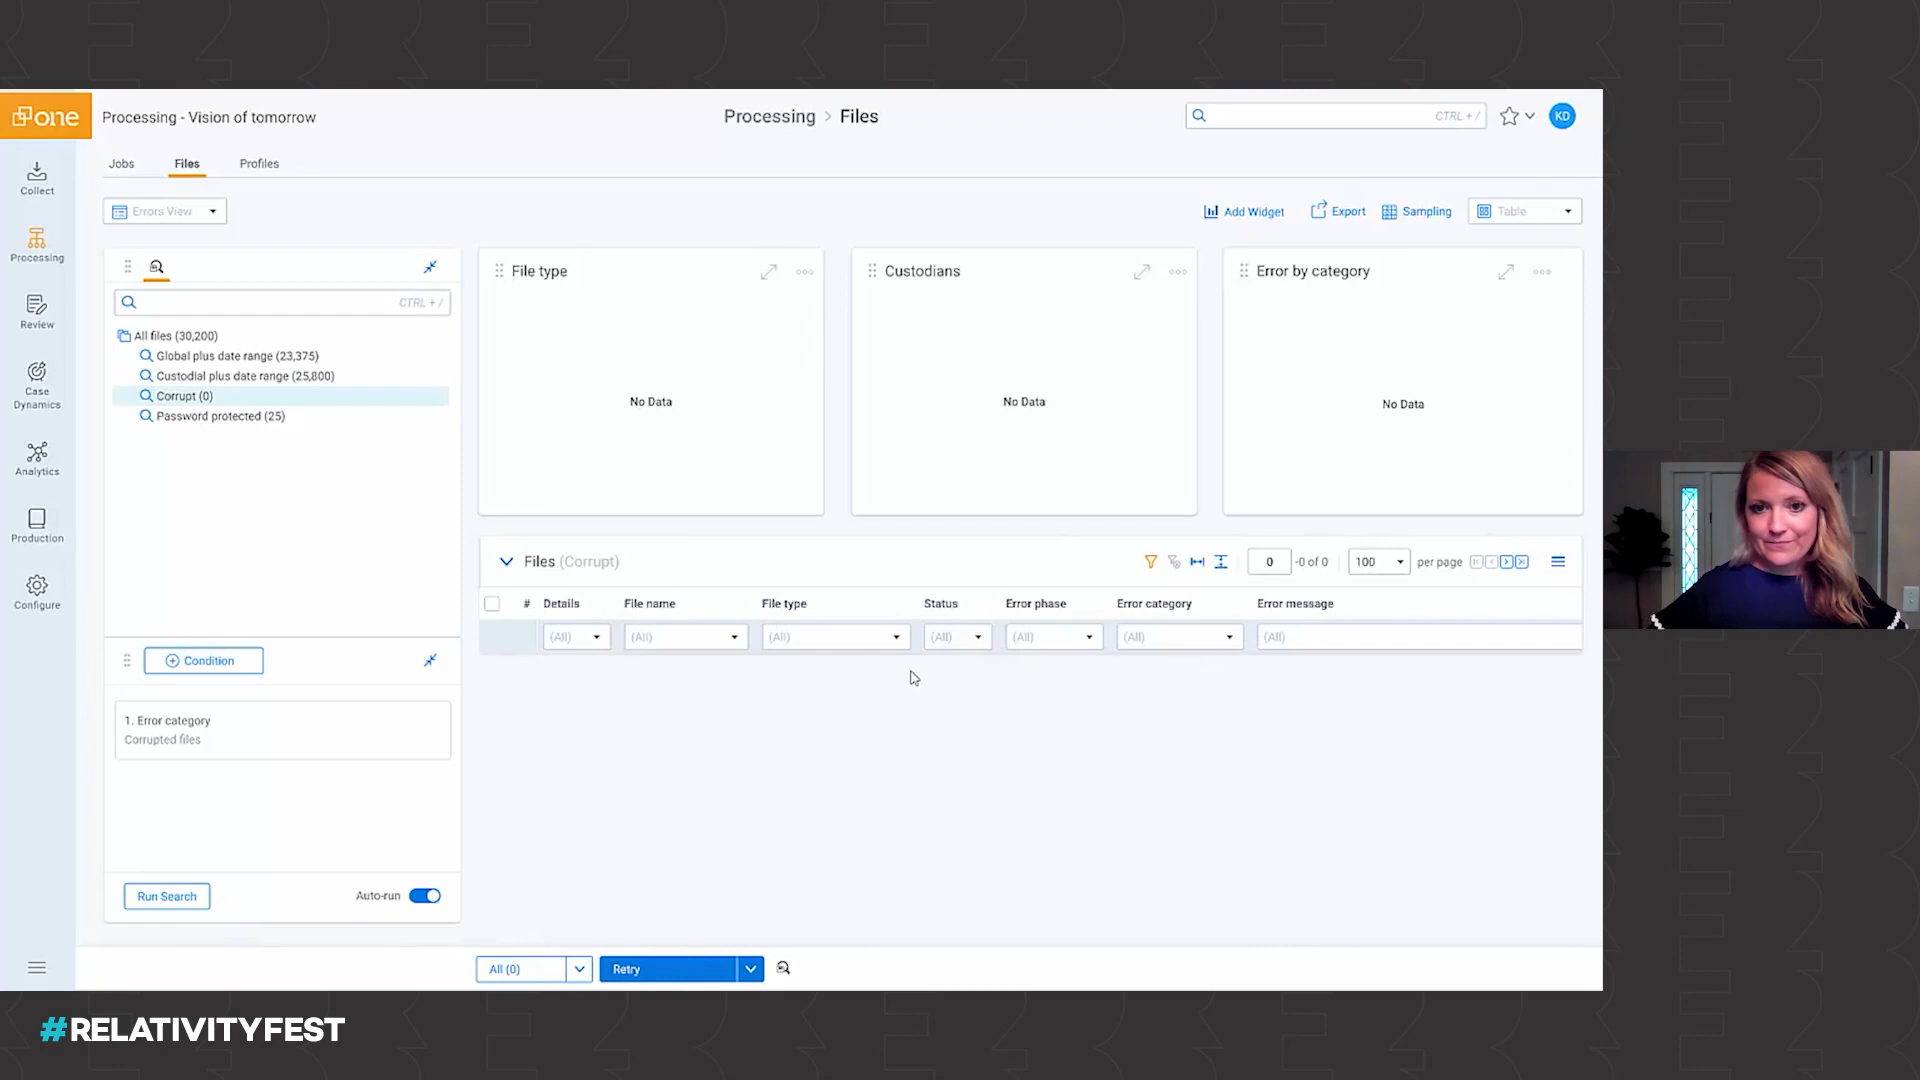 one
Processing - Vision of tomorrow
Processing > Files
CTRL + /
KD
Jobs
Files
Profiles
Collect
Processing
Review
Case
Dynamics
Analytics
Production
Configure
Errors View
Add Widget
Export
Sampling
Table
CTRL + /
All files (30,200)
Global plus date range (23,375)
Custodial plus date range (25,800)
Corrupt (0)
Password protected (25)
Condition
1. Error category
Corrupted files
Run Search
Auto-run
File type
No Data
Custodians
No Data
Error by category
No Data
Files (Corrupt)
0 -0 of 0 100 per page
# Details File name File type Status Error phase Error category Error message
(All) (All) (All) (All) (All) (All) (All)
All (0)
Retry
#RELATIVITYFEST